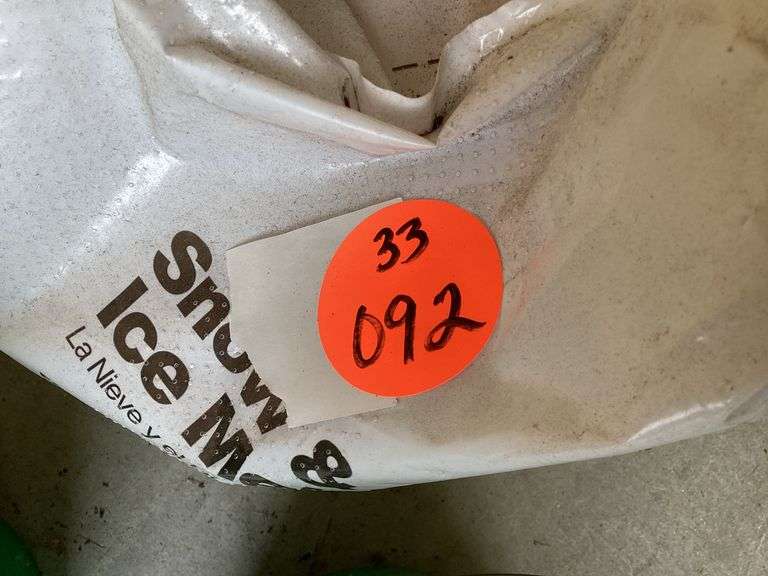 33
092
Snow &
Ice M
La Nieve y